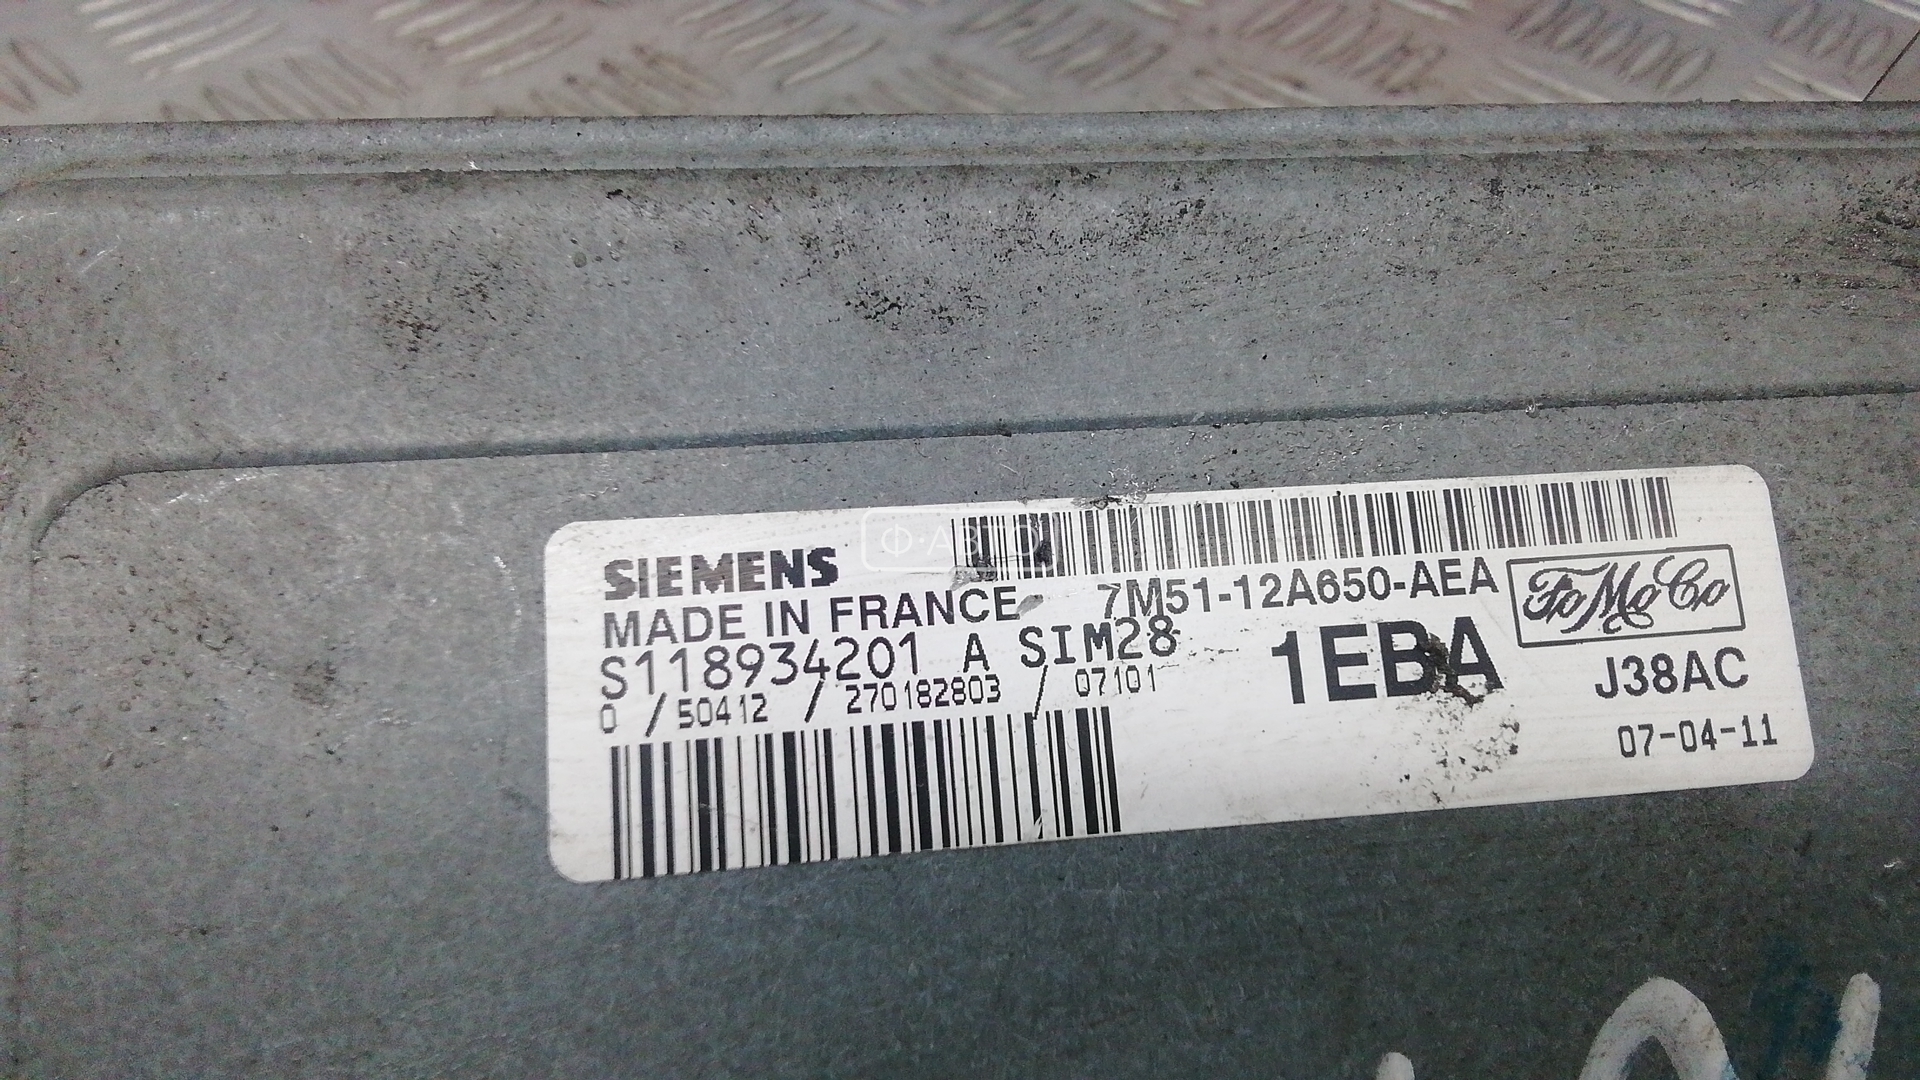 Ф·АВТО
SIEMENS
MADE IN FRANCE
7M51-12A650-AEA
FoMoCo
S118934201 A SIM28
1EBA
J38AC
0 /50412 / 270182803 / 07101
07-04-11